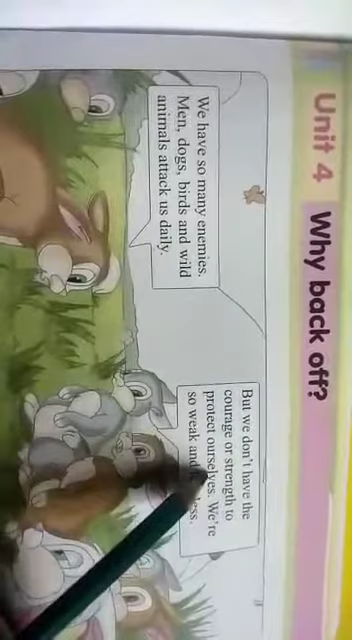 Unit 4 Why back off?
We have so many enemies.
Men, dogs, birds and wild
animals attack us daily.
But we don't have the
courage or strength to
protect ourselves. We're
so weak and